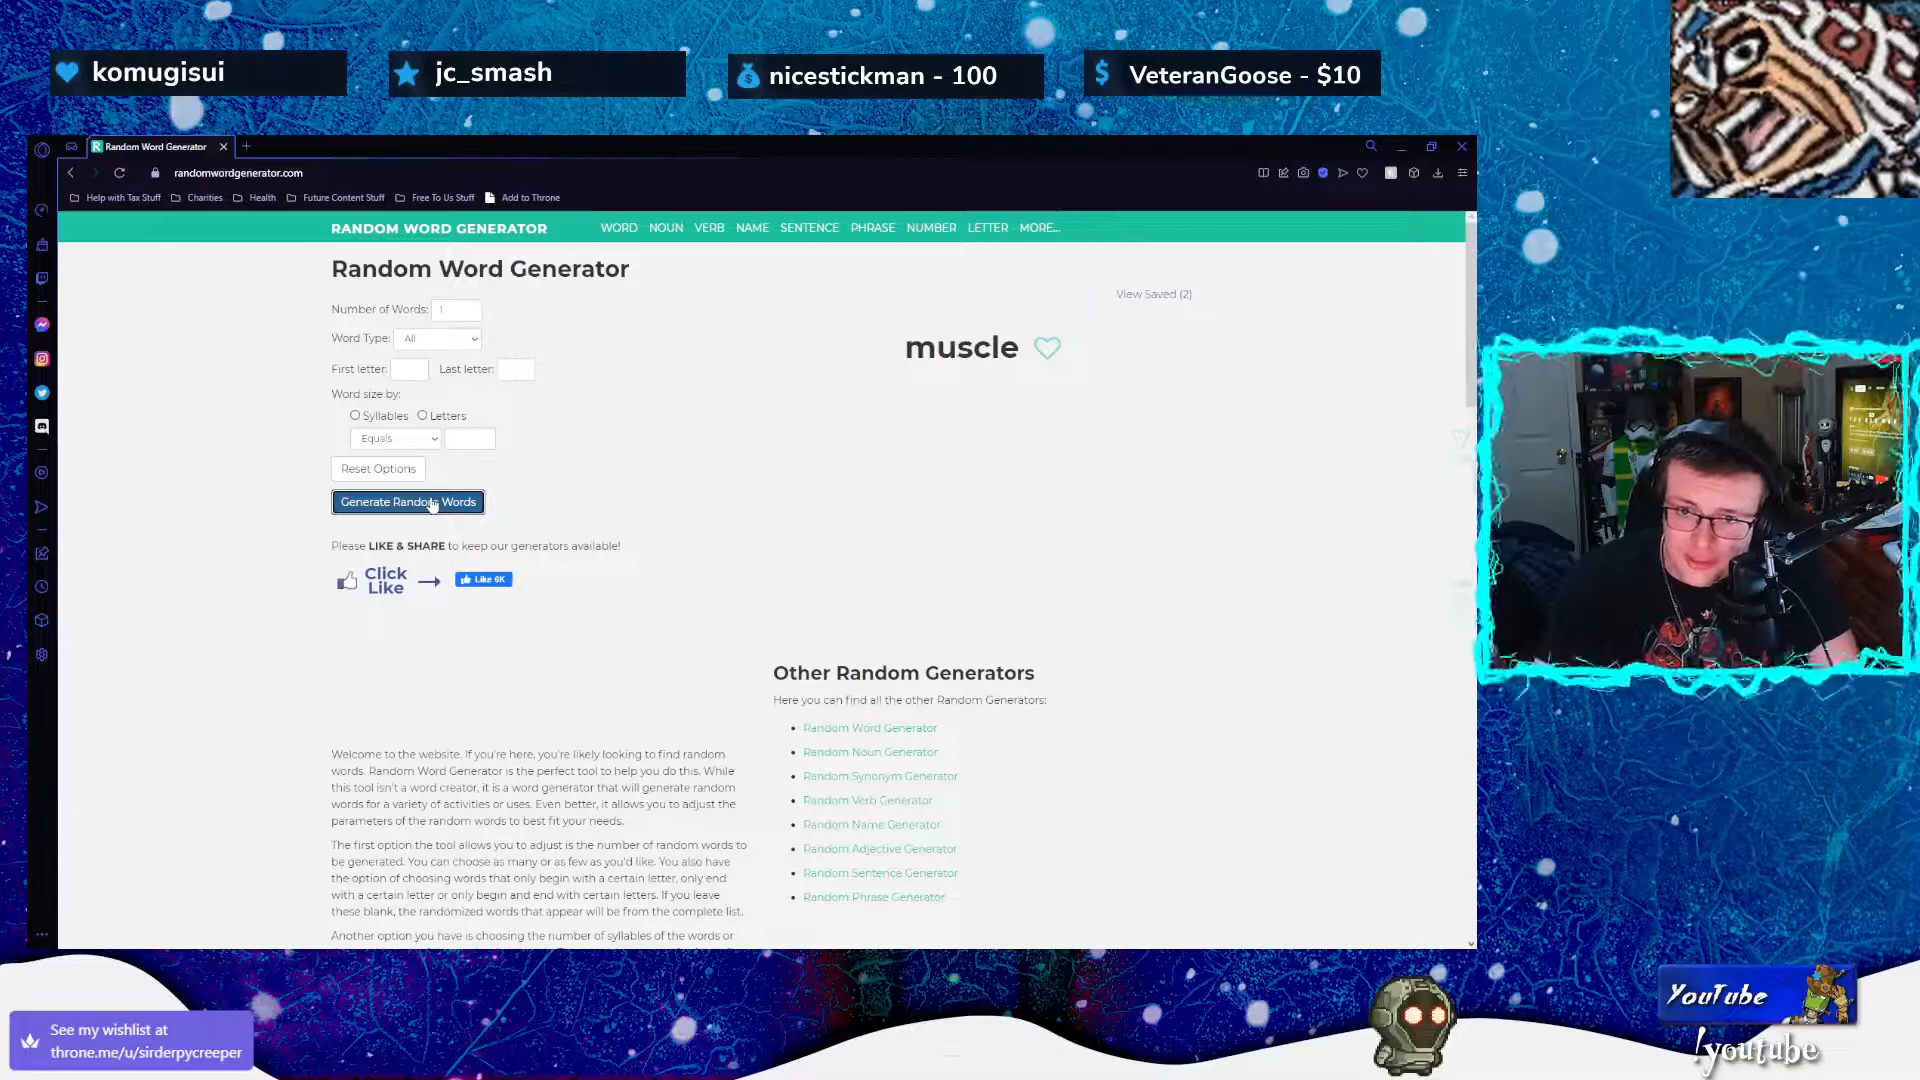 komugisui
jc_smash
nicestickman - 100
VeteranGoose - $10
Random Word Generator
randomwordgenerator.com
Help with Tax Stuff
Charities
Health
Future Content Stuff
Free To Us Stuff
Add to Throne
RANDOM WORD GENERATOR
WORD NOUN VERB NAME SENTENCE PHRASE NUMBER LETTER MORE...
Random Word Generator
View Saved (2)
Number of Words: 1
muscle
Word Type: All
First letter: Last letter:
Word size by:
Syllables Letters
Equals
Reset Options
Generate Random Words
Please LIKE & SHARE to keep our generators available!
Click
Like
Like 6K
Other Random Generators
Here you can find all the other Random Generators:
Random Word Generator
Random Noun Generator
Random Synonym Generator
Random Verb Generator
Random Name Generator
Random Adjective Generator
Random Sentence Generator
Random Phrase Generator
Welcome to the website. If you're here, you're likely looking to find random
words. Random Word Generator is the perfect tool to help you do this. While
this tool isn't a word creator, it is a word generator that will generate random
words for a variety of activities or uses. Even better, it allows you to adjust the
parameters of the random words to best fit your needs.
The first option the tool allows you to adjust is the number of random words to
be generated. You can choose as many or as few as you'd like. You also have
the option of choosing words that only begin with a certain letter, only end
with a certain letter or only begin and end with certain letters. If you leave
these blank, the randomized words that appear will be from the complete list.
Another option you have is choosing the number of syllables of the words or
See my wishlist at
throne.me/u/sirderpycreeper
YouTube
!youtube